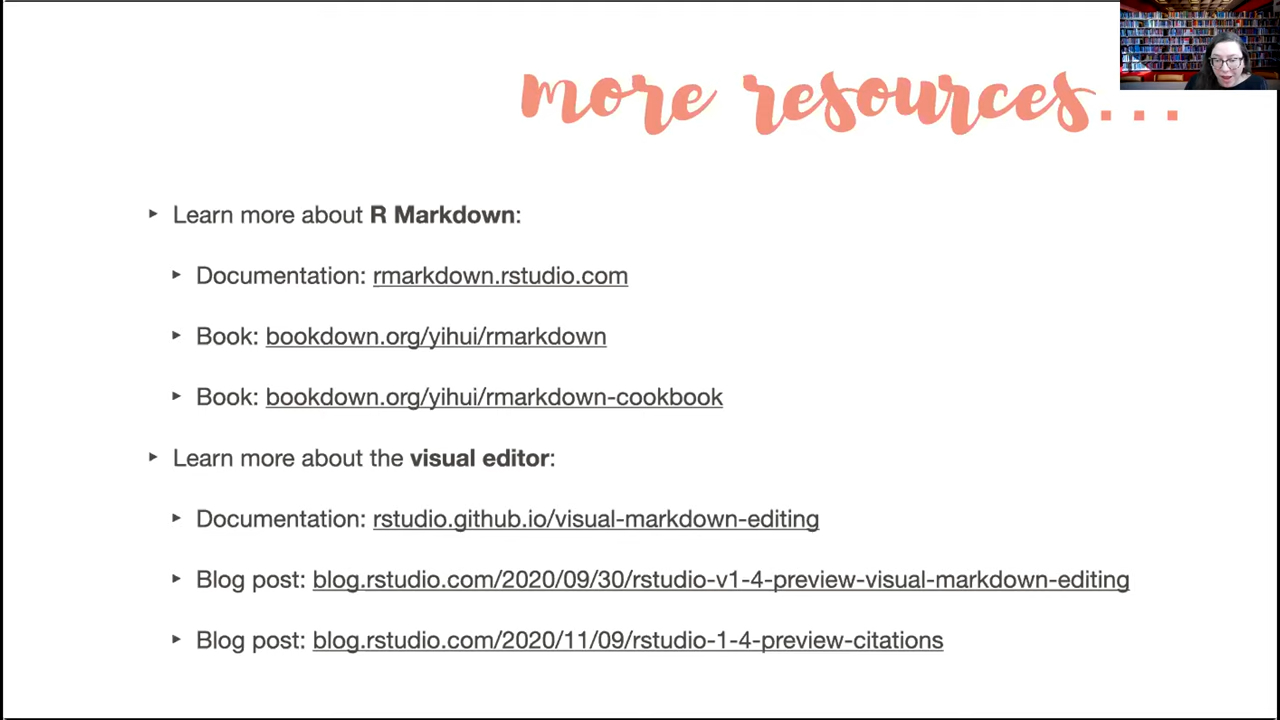 more resources...
‣ Learn more about R Markdown:
‣ Documentation: rmarkdown.rstudio.com
‣ Book: bookdown.org/yihui/rmarkdown
‣ Book: bookdown.org/yihui/rmarkdown-cookbook
‣ Learn more about the visual editor:
‣ Documentation: rstudio.github.io/visual-markdown-editing
‣ Blog post: blog.rstudio.com/2020/09/30/rstudio-v1-4-preview-visual-markdown-editing
‣ Blog post: blog.rstudio.com/2020/11/09/rstudio-1-4-preview-citations